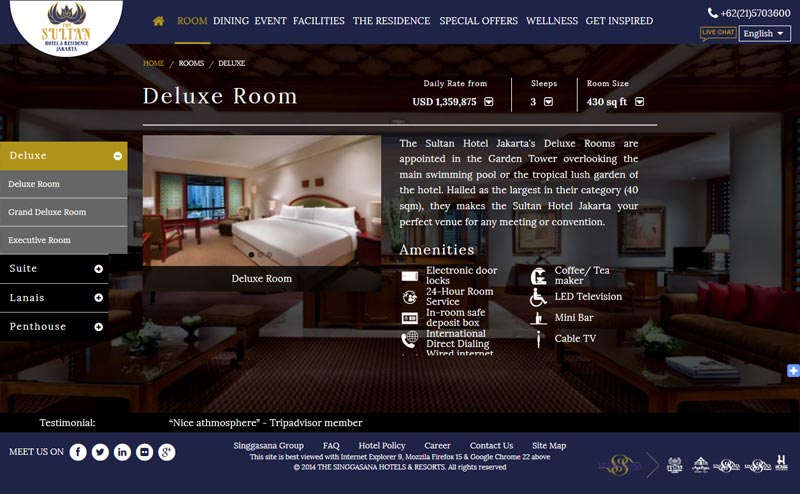 THE
SULTAN
HOTEL & RESIDENCE
JAKARTA
ROOM DINING EVENT FACILITIES THE RESIDENCE SPECIAL OFFERS WELLNESS GET INSPIRED
+62(21)5703600
LIVE CHAT English
HOME / ROOMS / DELUXE
Deluxe Room
Daily Rate from Sleeps Room Size
USD 1,359,875 3 430 sq ft
Deluxe
Deluxe Room
Grand Deluxe Room
Executive Room
Suite
Lanais
Penthouse
Deluxe Room
The Sultan Hotel Jakarta's Deluxe Rooms are
appointed in the Garden Tower overlooking the
main swimming pool or the tropical lush garden of
the hotel. Hailed as the largest in their category (40
sqm), they makes the Sultan Hotel Jakarta your
perfect venue for any meeting or convention.
Amenities
Electronic door
locks
24-Hour Room
Service
In-room safe
deposit box
International
Direct Dialing
Wired internet
Coffee/ Tea
maker
LED Television
Mini Bar
Cable TV
Testimonial: “Nice athmosphere” - Tripadvisor member
MEET US ON
Singgasana Group FAQ Hotel Policy Career Contact Us Site Map
This site is best viewed with Internet Explorer 9, Mozzila Firefox 15 & Google Chrome 22 above
© 2014 THE SINGGASANA HOTELS & RESORTS. All rights reserved